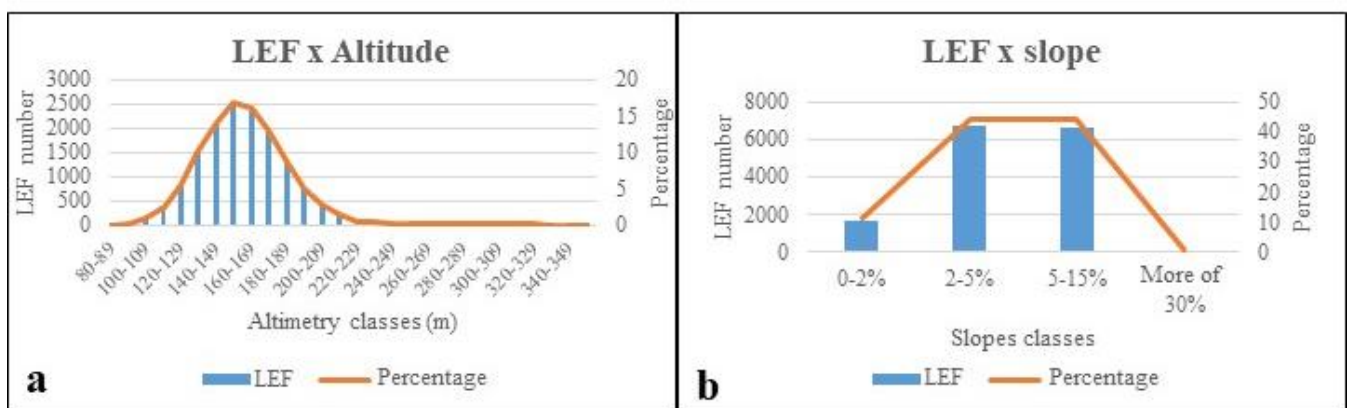 LEF x Altitude
3000
2500
2000
1500
1000
500
0
LEF number
20
15
10
5
0
Percentage
80-89
100-109
120-129
140-149
160-169
180-189
200-209
220-229
240-249
260-269
280-289
300-309
320-329
340-349
Altimetry classes (m)
LEF
Percentage
a
LEF x slope
8000
6000
4000
2000
0
LEF number
50
40
30
20
10
0
Percentage
0-2%
2-5%
5-15%
More of
30%
Slopes classes
LEF
Percentage
b